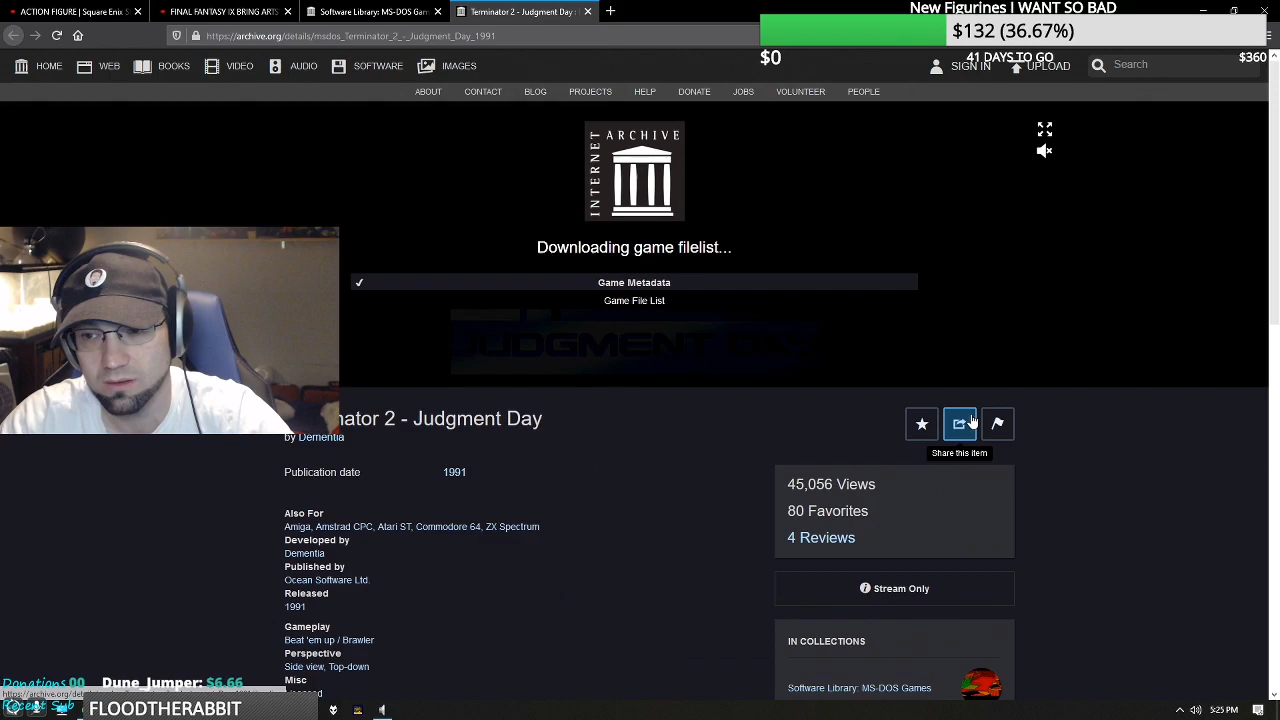 ACTION FIGURE | Square Enix S
FINAL FANTASY IX BRING ARTS
Software Library: MS-DOS Gam
Terminator 2 - Judgment Day :
New Figurines I WANT SO BAD
$132 (36.67%)
$0
41 DAYS TO GO
$360
https://archive.org/details/msdos_Terminator_2_-_Judgment_Day_1991
HOME
WEB
BOOKS
VIDEO
AUDIO
SOFTWARE
IMAGES
SIGN IN
UPLOAD
Search
ABOUT
CONTACT
BLOG
PROJECTS
HELP
DONATE
JOBS
VOLUNTEER
PEOPLE
INTERNET
ARCHIVE
Downloading game filelist...
Game Metadata
Game File List
JUDGMENT DAY
nator 2 - Judgment Day
by Dementia
Share this item
Publication date 1991
45,056 Views
80 Favorites
4 Reviews
Also For
Amiga, Amstrad CPC, Atari ST, Commodore 64, ZX Spectrum
Developed by
Dementia
Published by
Ocean Software Ltd.
Released
1991
Stream Only
Gameplay
Beat 'em up / Brawler
Perspective
Side view, Top-down
Misc
IN COLLECTIONS
Software Library: MS-DOS Games
Donations 00
Dune_Jumper: $6.66
Recent Sub
FLOODTHERABBIT
5:25 PM